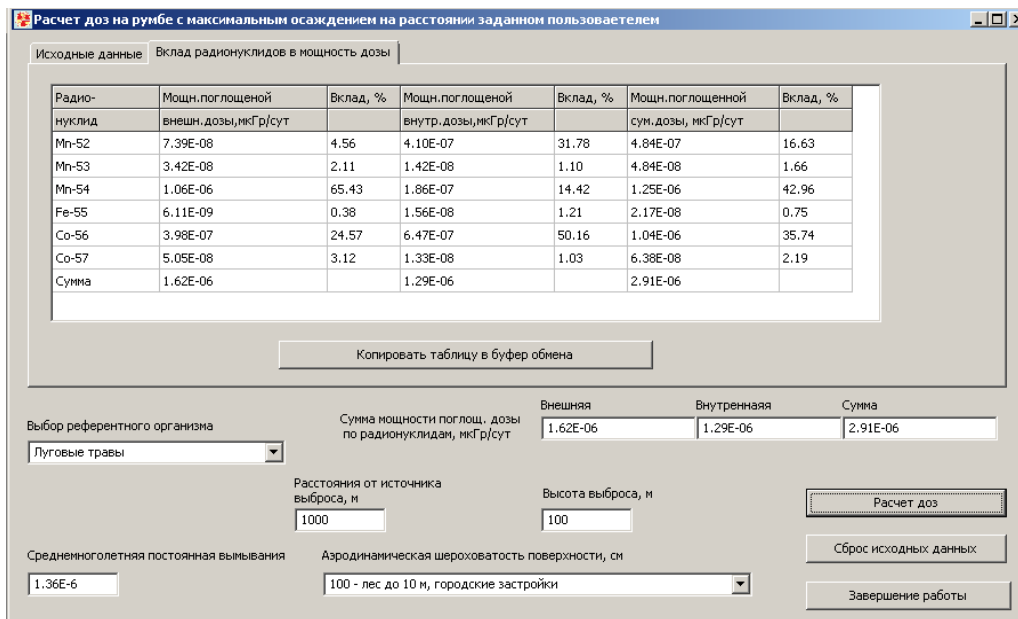 Расчет доз на румбе с максимальным осаждением на расстоянии заданном пользоваетелем
Исходные данные Вклад радионуклидов в мощность дозы
Радио- Мощн.поглощеной Вклад, % Мощн.поглощеной Вклад, % Мощн.поглощенной Вклад, %
нуклид внешн.дозы,мкГр/сут внутр.дозы,мкГр/сут сум.дозы, мкГр/сут
Mn-52 7.39E-08 4.56 4.10E-07 31.78 4.84E-07 16.63
Mn-53 3.42E-08 2.11 1.42E-08 1.10 4.84E-08 1.66
Mn-54 1.06E-06 65.43 1.86E-07 14.42 1.25E-06 42.96
Fe-55 6.11E-09 0.38 1.56E-08 1.21 2.17E-08 0.75
Co-56 3.98E-07 24.57 6.47E-07 50.16 1.04E-06 35.74
Co-57 5.05E-08 3.12 1.33E-08 1.03 6.38E-08 2.19
Сумма 1.62E-06 1.29E-06 2.91E-06
Копировать таблицу в буфер обмена
Выбор референтного организма
Луговые травы
Сумма мощности поглощ. дозы
по радионуклидам, мкГр/сут
Внешняя Внутреннаяя Сумма
1.62E-06 1.29E-06 2.91E-06
Расстояния от источника
выброса, м
1000
Высота выброса, м
100
Расчет доз
Среднемноголетняя постоянная вымывания
1.36E-6
Аэродинамическая шероховатость поверхности, см
100 - лес до 10 м, городские застройки
Сброс исходных данных
Завершение работы